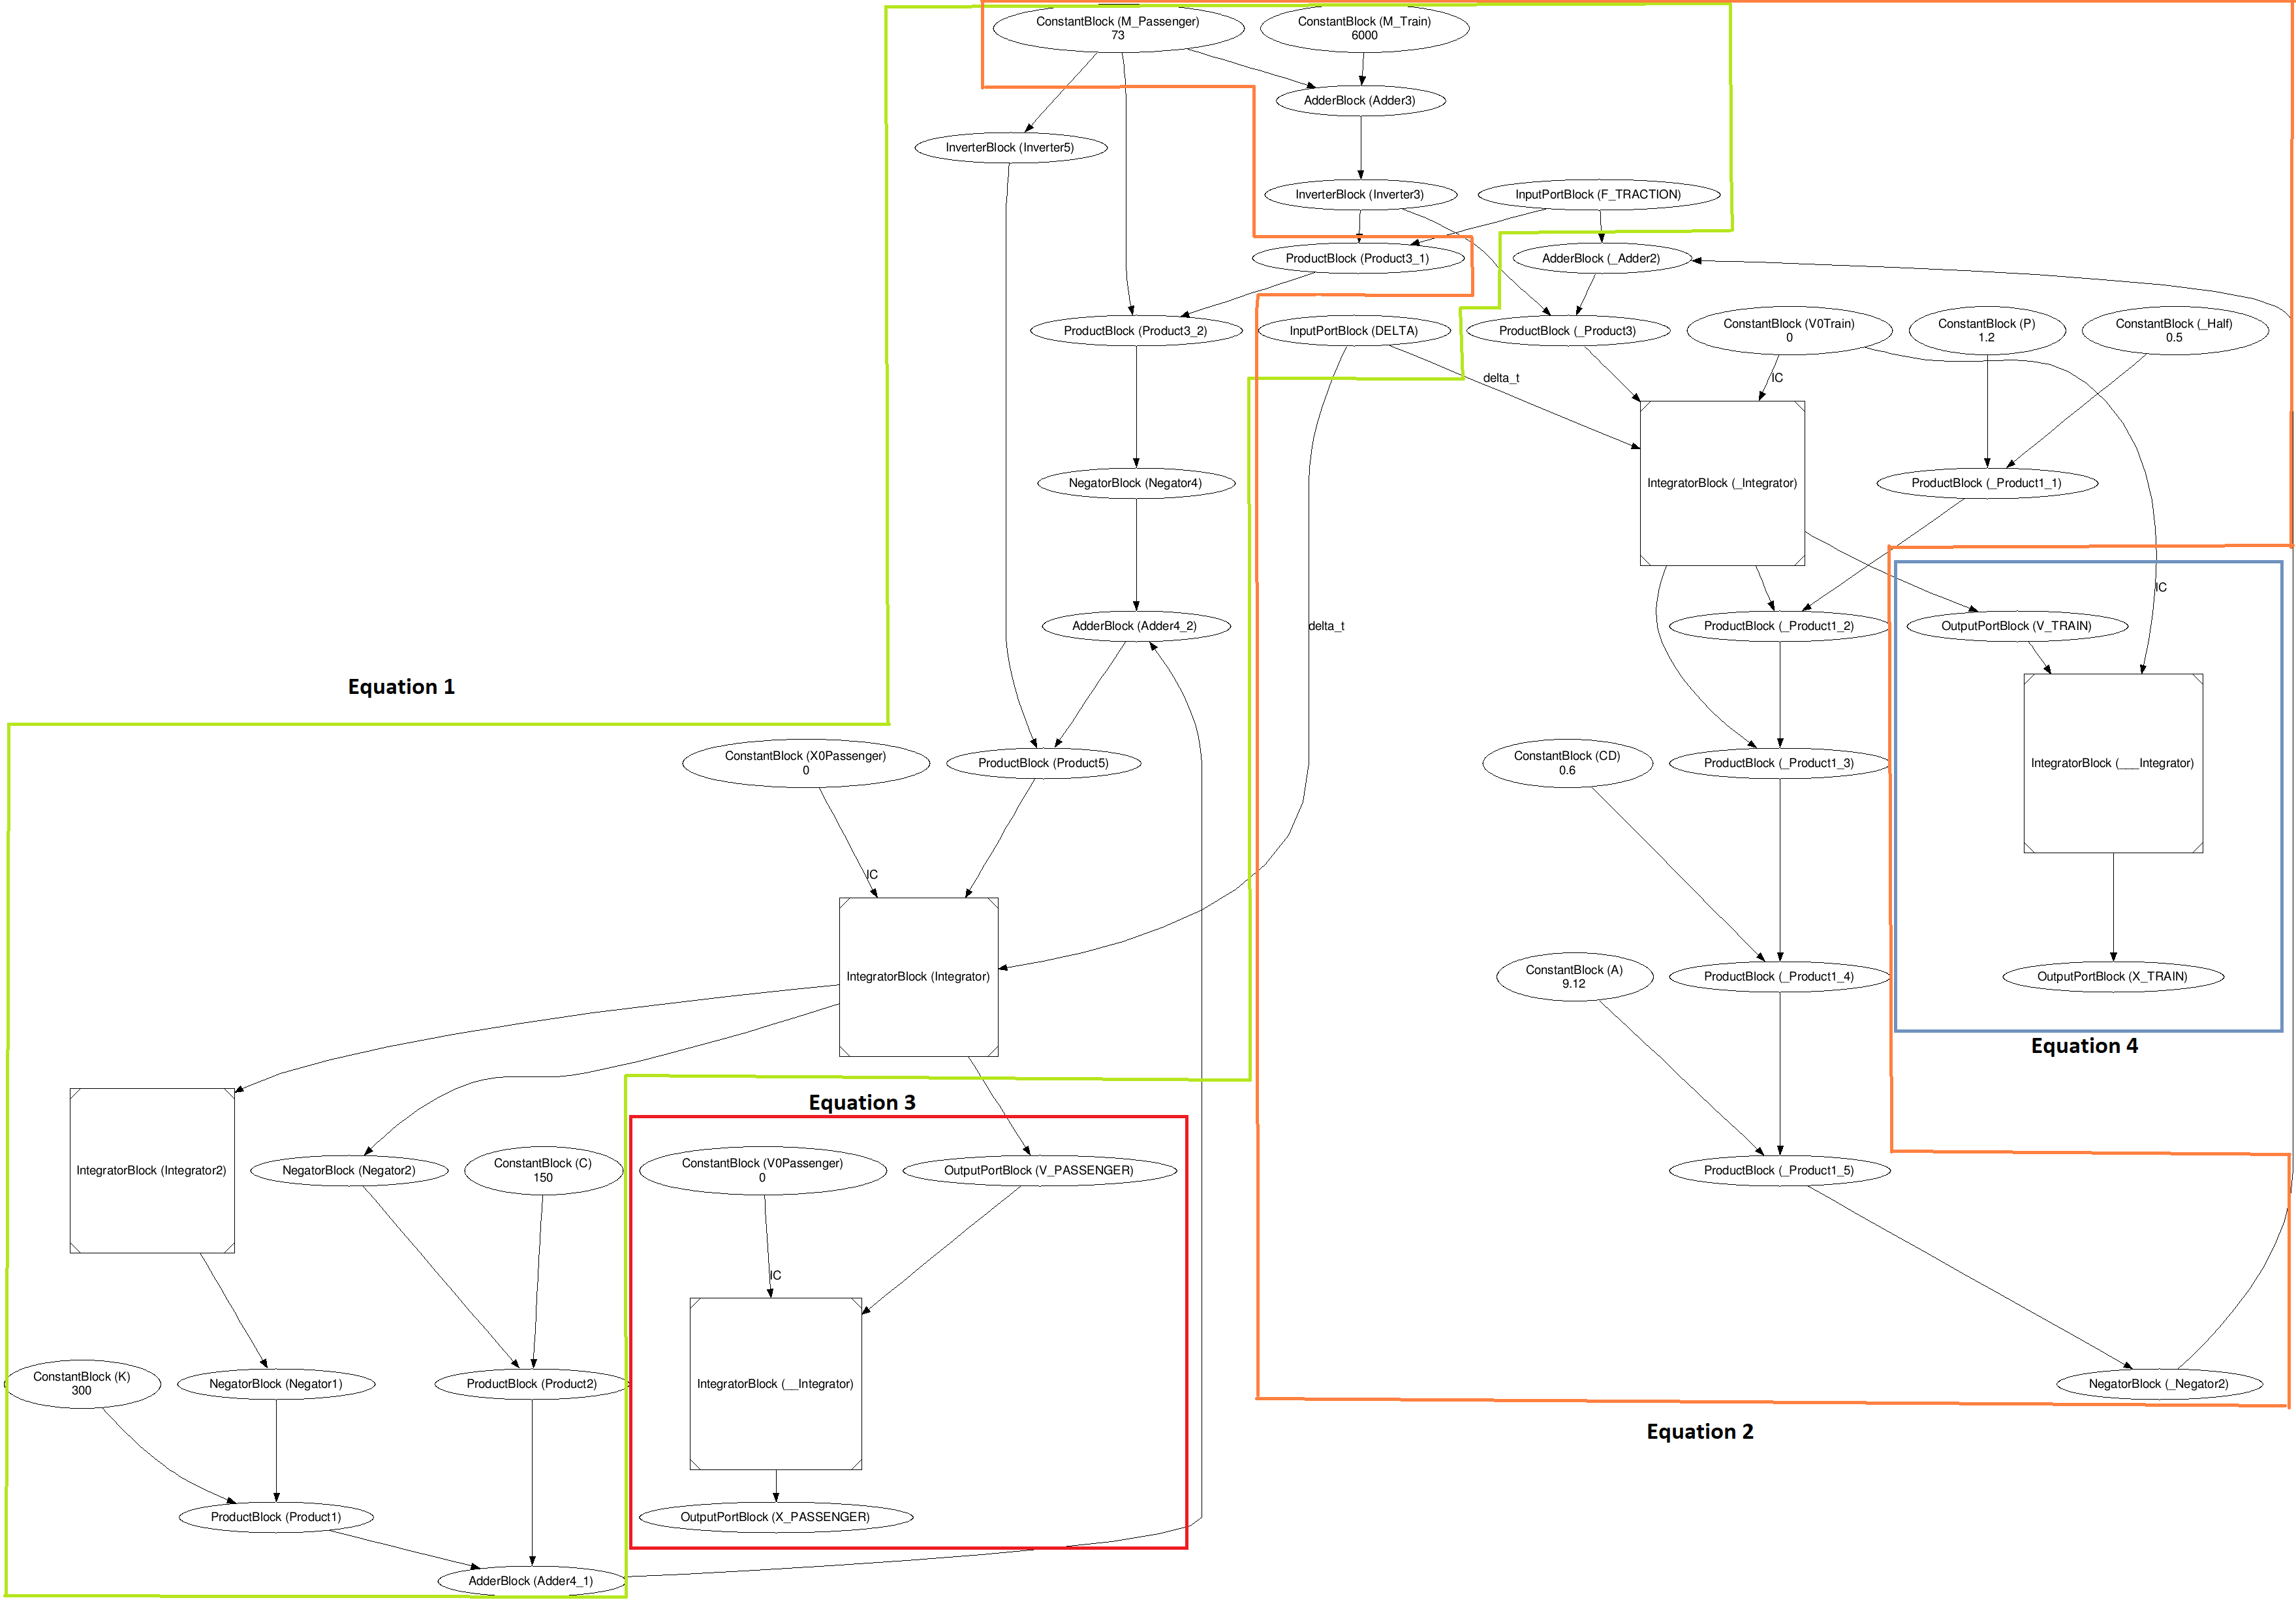 ConstantBlock (M_Passenger)
73
ConstantBlock (M_Train)
6000
AdderBlock (Adder3)
InverterBlock (Inverter5)
InverterBlock (Inverter3)
InputPortBlock (F_TRACTION)
ProductBlock (Product3_1)
AdderBlock (_Adder2)
ProductBlock (Product3_2)
InputPortBlock (DELTA)
ProductBlock (_Product3)
ConstantBlock (V0Train)
0
ConstantBlock (P)
1.2
ConstantBlock (_Half)
0.5
delta_t
IC
NegatorBlock (Negator4)
IntegratorBlock (_Integrator)
ProductBlock (_Product1_1)
IC
AdderBlock (Adder4_2)
delta_t
ProductBlock (_Product1_2)
OutputPortBlock (V_TRAIN)
Equation 1
ConstantBlock (X0Passenger)
0
ProductBlock (Product5)
ConstantBlock (CD)
0.6
ProductBlock (_Product1_3)
IntegratorBlock (___Integrator)
IC
IntegratorBlock (Integrator)
ConstantBlock (A)
9.12
ProductBlock (_Product1_4)
OutputPortBlock (X_TRAIN)
Equation 4
Equation 3
IntegratorBlock (Integrator2)
NegatorBlock (Negator2)
ConstantBlock (C)
150
ConstantBlock (V0Passenger)
0
OutputPortBlock (V_PASSENGER)
ProductBlock (_Product1_5)
IC
ConstantBlock (K)
300
NegatorBlock (Negator1)
ProductBlock (Product2)
IntegratorBlock (__Integrator)
NegatorBlock (_Negator2)
Equation 2
ProductBlock (Product1)
OutputPortBlock (X_PASSENGER)
AdderBlock (Adder4_1)